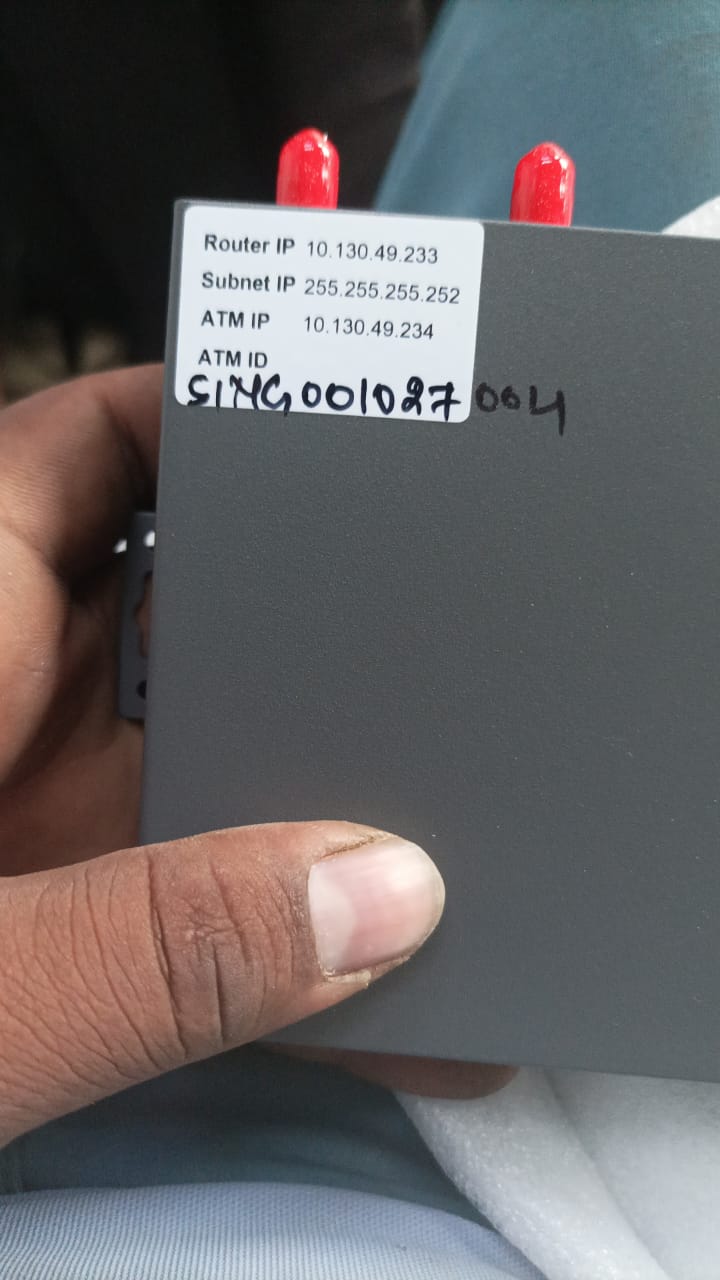 Router IP 10.130.49.233
Subnet IP 255.255.255.252
ATM IP 10.130.49.234
ATM ID
S1NG001027004